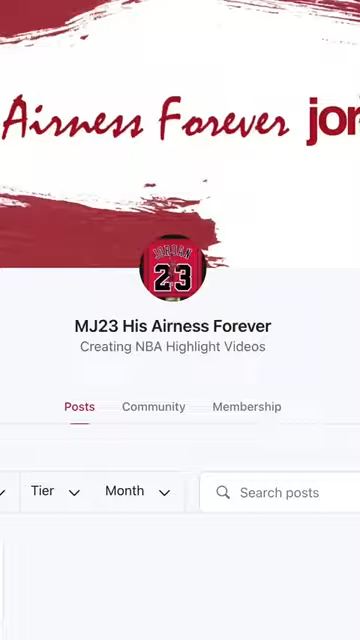 Airness Forever jor
JORDAN
23
MJ23 His Airness Forever
Creating NBA Highlight Videos
Posts Community Membership
Tier Month Search posts